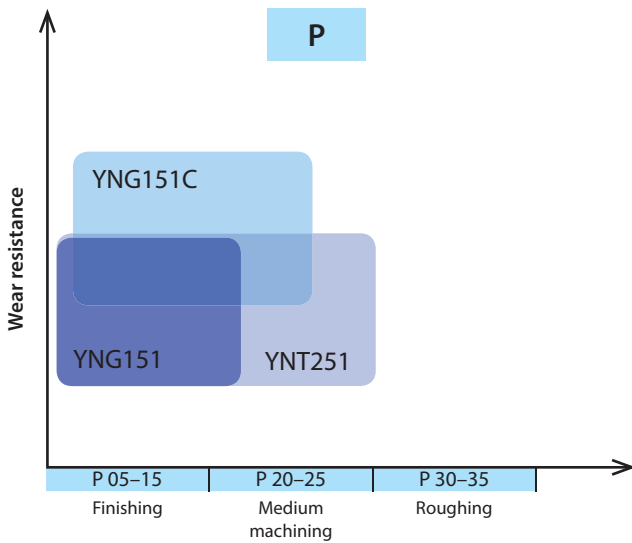 P
Wear resistance
YNG151C
YNG151
YNT251
P 05–15
P 20–25
P 30–35
Finishing
Medium
machining
Roughing